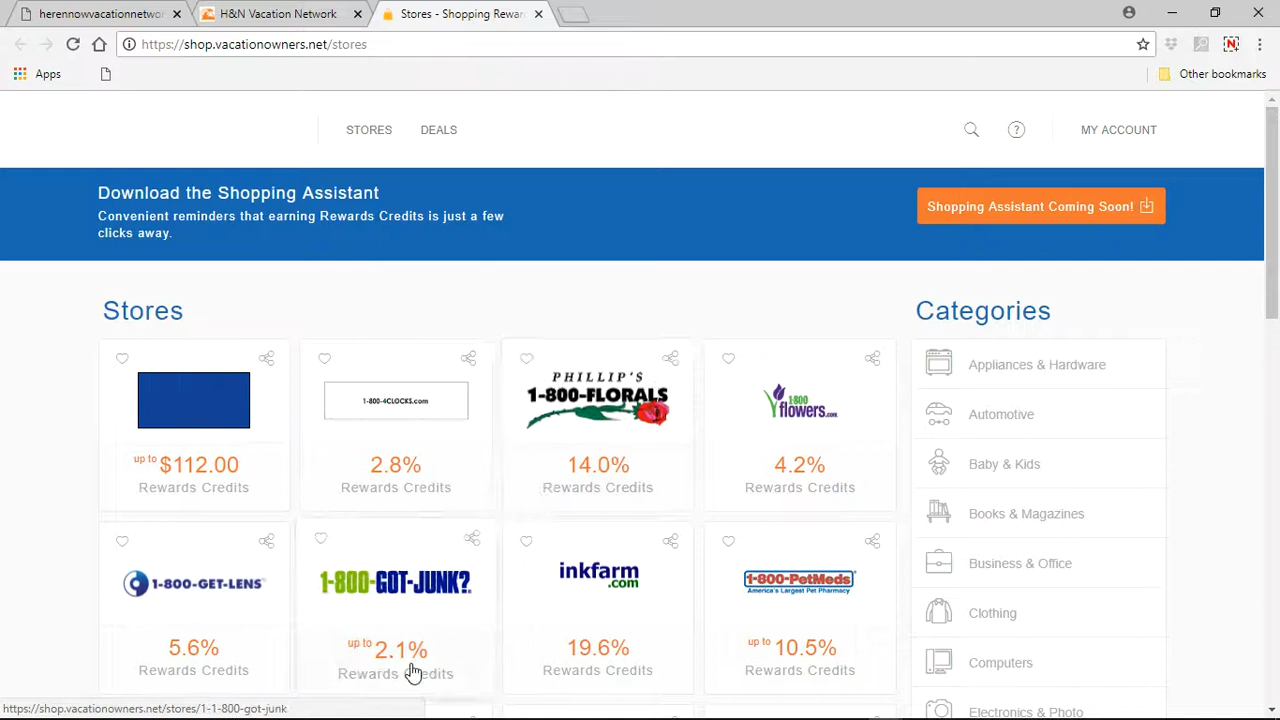 herennowvacationnetwork
H&N Vacation Network
Stores - Shopping Rewar
https://shop.vacationowners.net/stores
Apps
Other bookmarks
STORES
DEALS
MY ACCOUNT
Download the Shopping Assistant
Convenient reminders that earning Rewards Credits is just a few
clicks away.
Shopping Assistant Coming Soon!
Stores
Categories
1-800-4CLOCKS.com
PHILLIP'S
1-800-FLORALS
1-800
flowers.com
up to $112.00
Rewards Credits
2.8%
Rewards Credits
14.0%
Rewards Credits
4.2%
Rewards Credits
1-800-GET-LENS
1-800-GOT-JUNK?
inkfarm
.com
1-800-PetMeds
America's Largest Pet Pharmacy
5.6%
Rewards Credits
up to 2.1%
Rewards Credits
19.6%
Rewards Credits
up to 10.5%
Rewards Credits
Appliances & Hardware
Automotive
Baby & Kids
Books & Magazines
Business & Office
Clothing
Computers
Electronics & Photo
https://shop.vacationowners.net/stores/1-1-800-got-junk